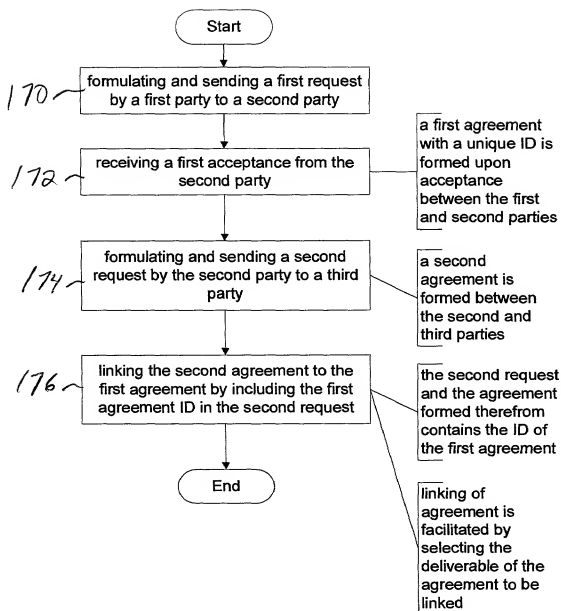 Start
170
formulating and sending a first request
by a first party to a second party
172
receiving a first acceptance from the
second party
a first agreement
with a unique ID is
formed upon
acceptance
between the first
and second parties
174
formulating and sending a second
request by the second party to a third
party
a second
agreement is
formed between
the second and
third parties
176
linking the second agreement to the
first agreement by including the first
agreement ID in the second request
the second request
and the agreement
formed therefrom
contains the ID of
the first agreement
End
linking of
agreement is
facilitated by
selecting the
deliverable of the
agreement to be
linked